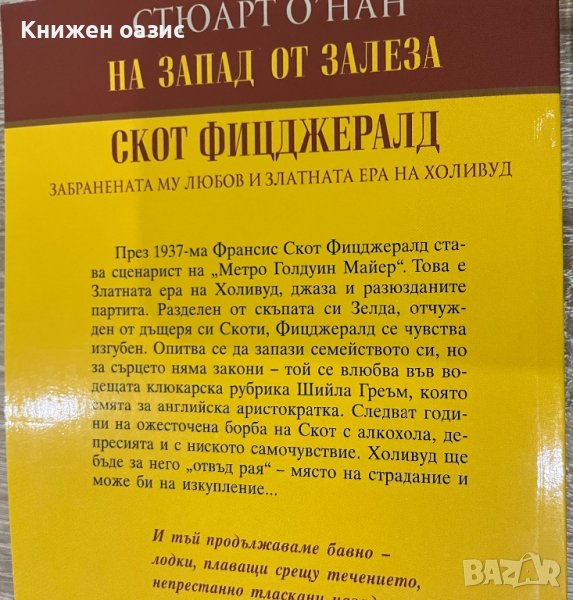 Книжен оазис
СТЮАРТ О'НАН
НА ЗАПАД ОТ ЗАЛЕЗА
СКОТ ФИЦДЖЕРАЛД
ЗАБРАНЕНАТА МУ ЛЮБОВ И ЗЛАТНАТА ЕРА НА ХОЛИВУД
През 1937-ма Франсис Скот Фицджералд ста-
ва сценарист на „Метро Голдуин Майер“. Това е
Златната ера на Холивуд, джаза и разюзданите
партита. Разделен от скъпата си Зелда, отчуж-
ден от дъщеря си Скоти, Фицджералд се чувства
изгубен. Опитва се да запази семейството си, но
за сърцето няма закони – той се влюбва във во-
дещата клюкарска рубрика Шийла Греъм, която
смята за английска аристократка. Следват годи-
ни на ожесточена борба на Скот с алкохола, де-
пресията и с ниското самочувствие. Холивуд ще
бъде за него „отвъд рая“ – място на страдание и
може би на изкупление...
И тъй продължаваме бавно –
лодки, плаващи срещу течението,
непрестанно тласкани
BAZAR